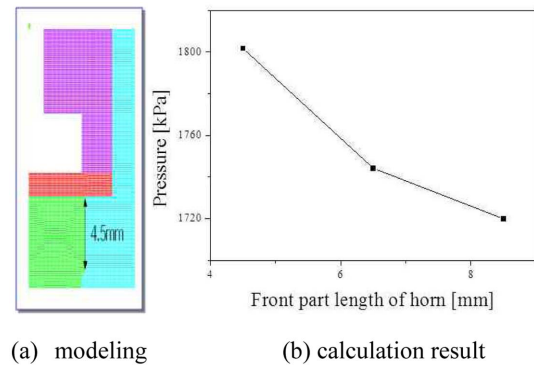 4.5mm
Pressure [kPa]
1800
1760
1720
4 6 8
Front part length of horn [mm]
(a) modeling (b) calculation result